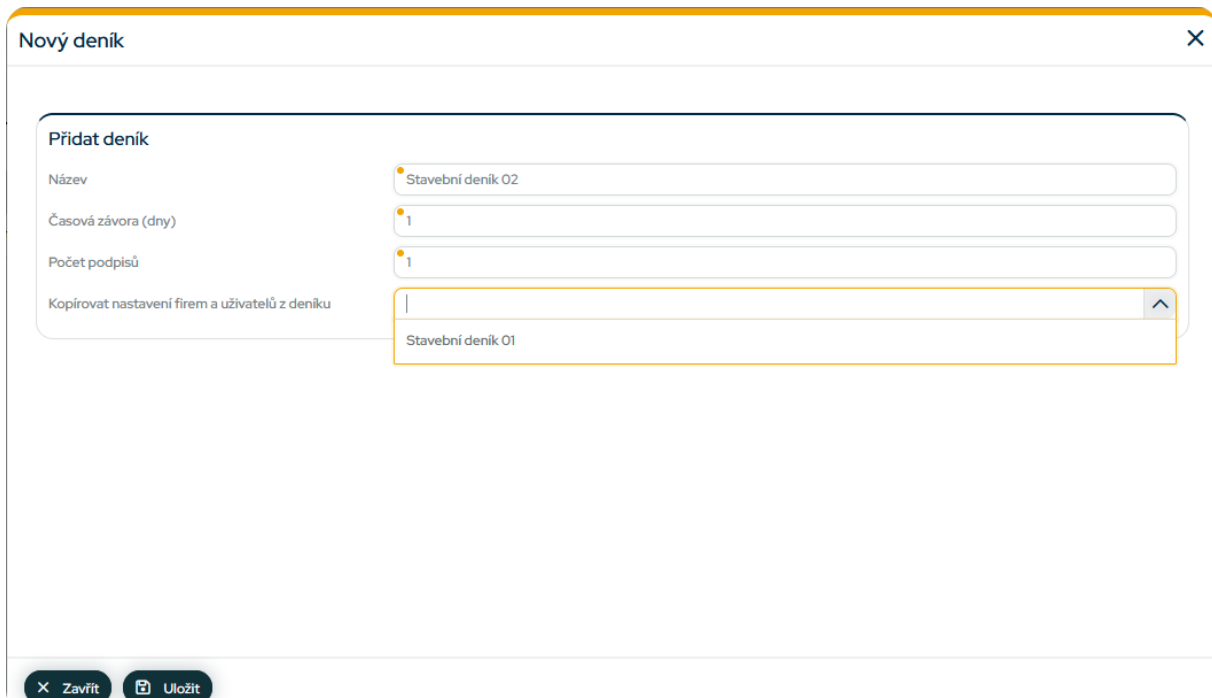 Nový deník
Přidat deník
Název
Stavební deník 02
Časová závora (dny)
1
Počet podpisů
1
Kopírovat nastavení firem a uživatelů z deníku
Stavební deník 01
Zavřít
Uložit